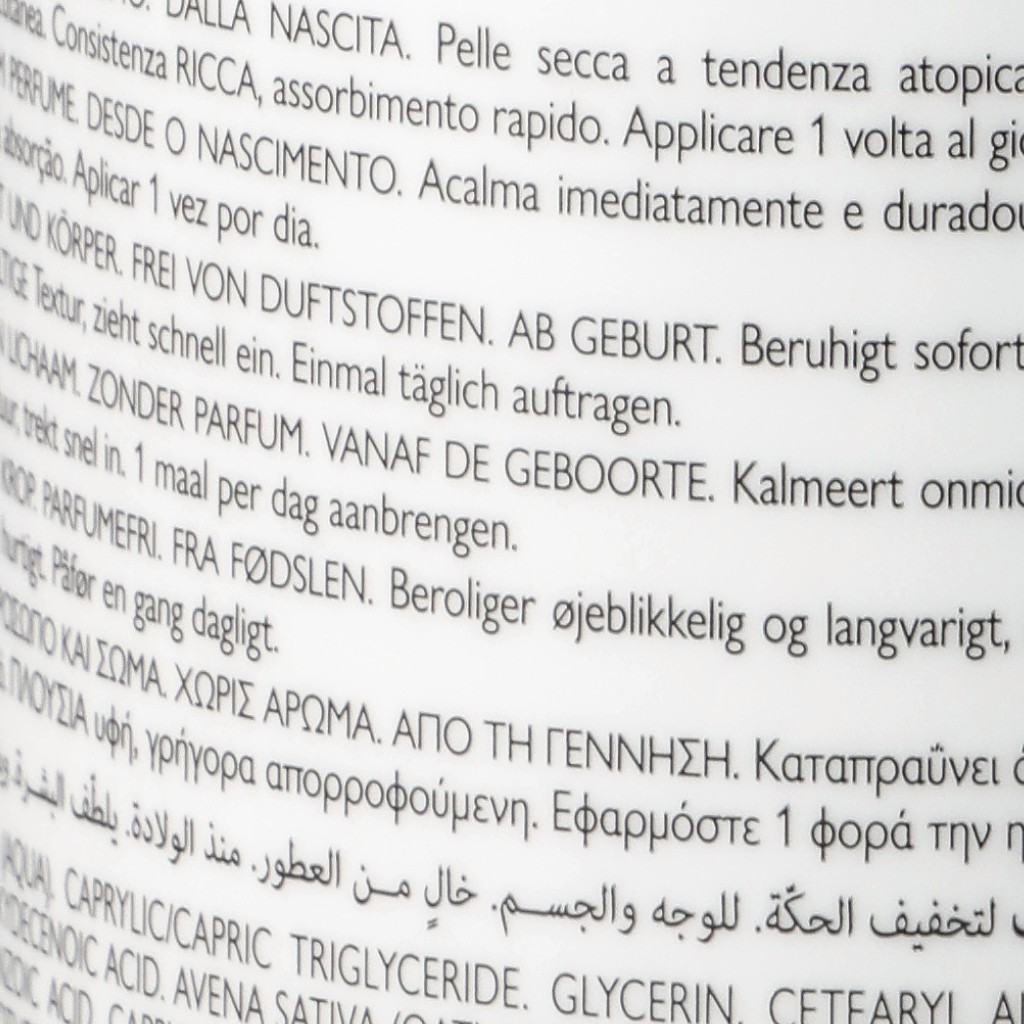 DALLA NASCITA. Pelle secca a tendenza atopica
Consistenza RICCA, assorbimento rapido. Applicare 1 volta al
PERFUME. DESDE O NASCIMENTO. Acalma imediatamente e
absorção. Aplicar 1 vez por dia.
UND KÖRPER. FREI VON DUFTSTOFFEN. AB GEBURT. Beruhigt sofort
Textur, zieht schnell ein. Einmal täglich auftragen.
LICHAAM. ZONDER PARFUM. VANAF DE GEBOORTE. Kalmeert
trekt snel in. 1 maal per dag aanbrengen.
KROP. PARFUMEFRI. FRA FØDSLEN. Beroliger øjeblikkelig og langvarigt,
hurtigt. Påfør en gang dagligt.
ΚΑΙ ΣΩΜΑ. ΧΩΡΙΣ ΑΡΩΜΑ. ΑΠΟ ΤΗ ΓΕΝΝΗΣΗ. Καταπραΰνει
ΠΛΟΥΣΙΑ υφή, γρήγορα απορροφούμενη. Εφαρμόστε 1 φορά την
لتخفيف الحكّة. للوجه والجسم. خالٍ من العطور. منذ الولادة. يلطّف البشرة
AQUA). CAPRYLIC/CAPRIC TRIGLYCERIDE. GLYCERIN.
ACID. AVENA SATIVA
ACID.